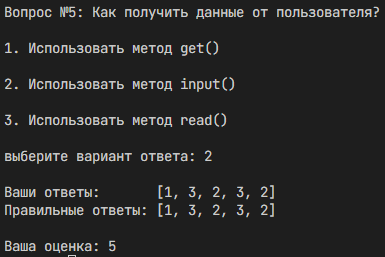 Вопрос №5: Как получить данные от пользователя?
1. Использовать метод get()
2. Использовать метод input()
3. Использовать метод read()
выберите вариант ответа: 2
Ваши ответы: [1, 3, 2, 3, 2]
Правильные ответы: [1, 3, 2, 3, 2]
Ваша оценка: 5